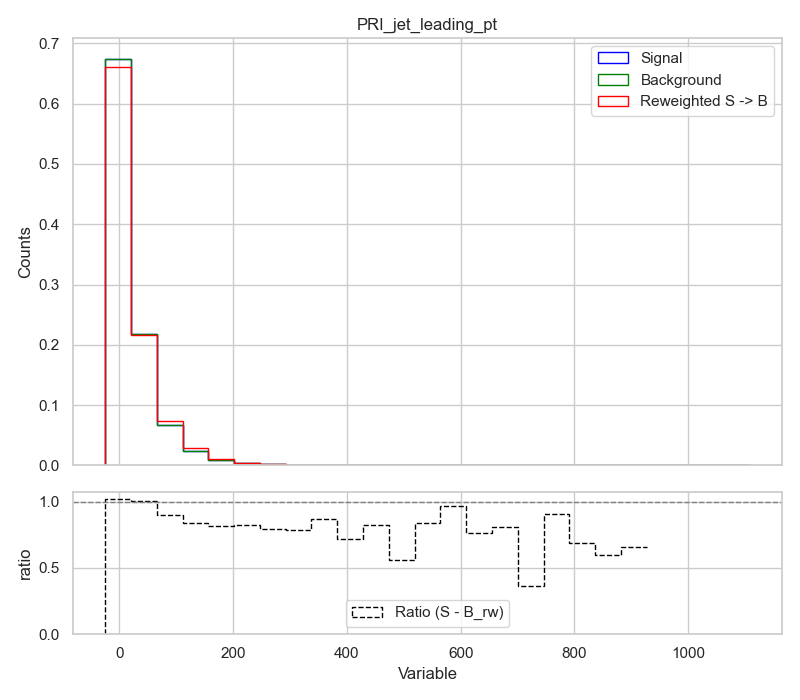 PRI_jet_leading_pt
0.7
0.6
0.5
0.4
0.3
0.2
0.1
0.0
Counts
Signal
Background
Reweighted S -> B
1.0
0.5
0.0
ratio
Ratio (S - B_rw)
0 200 400 600 800 1000
Variable